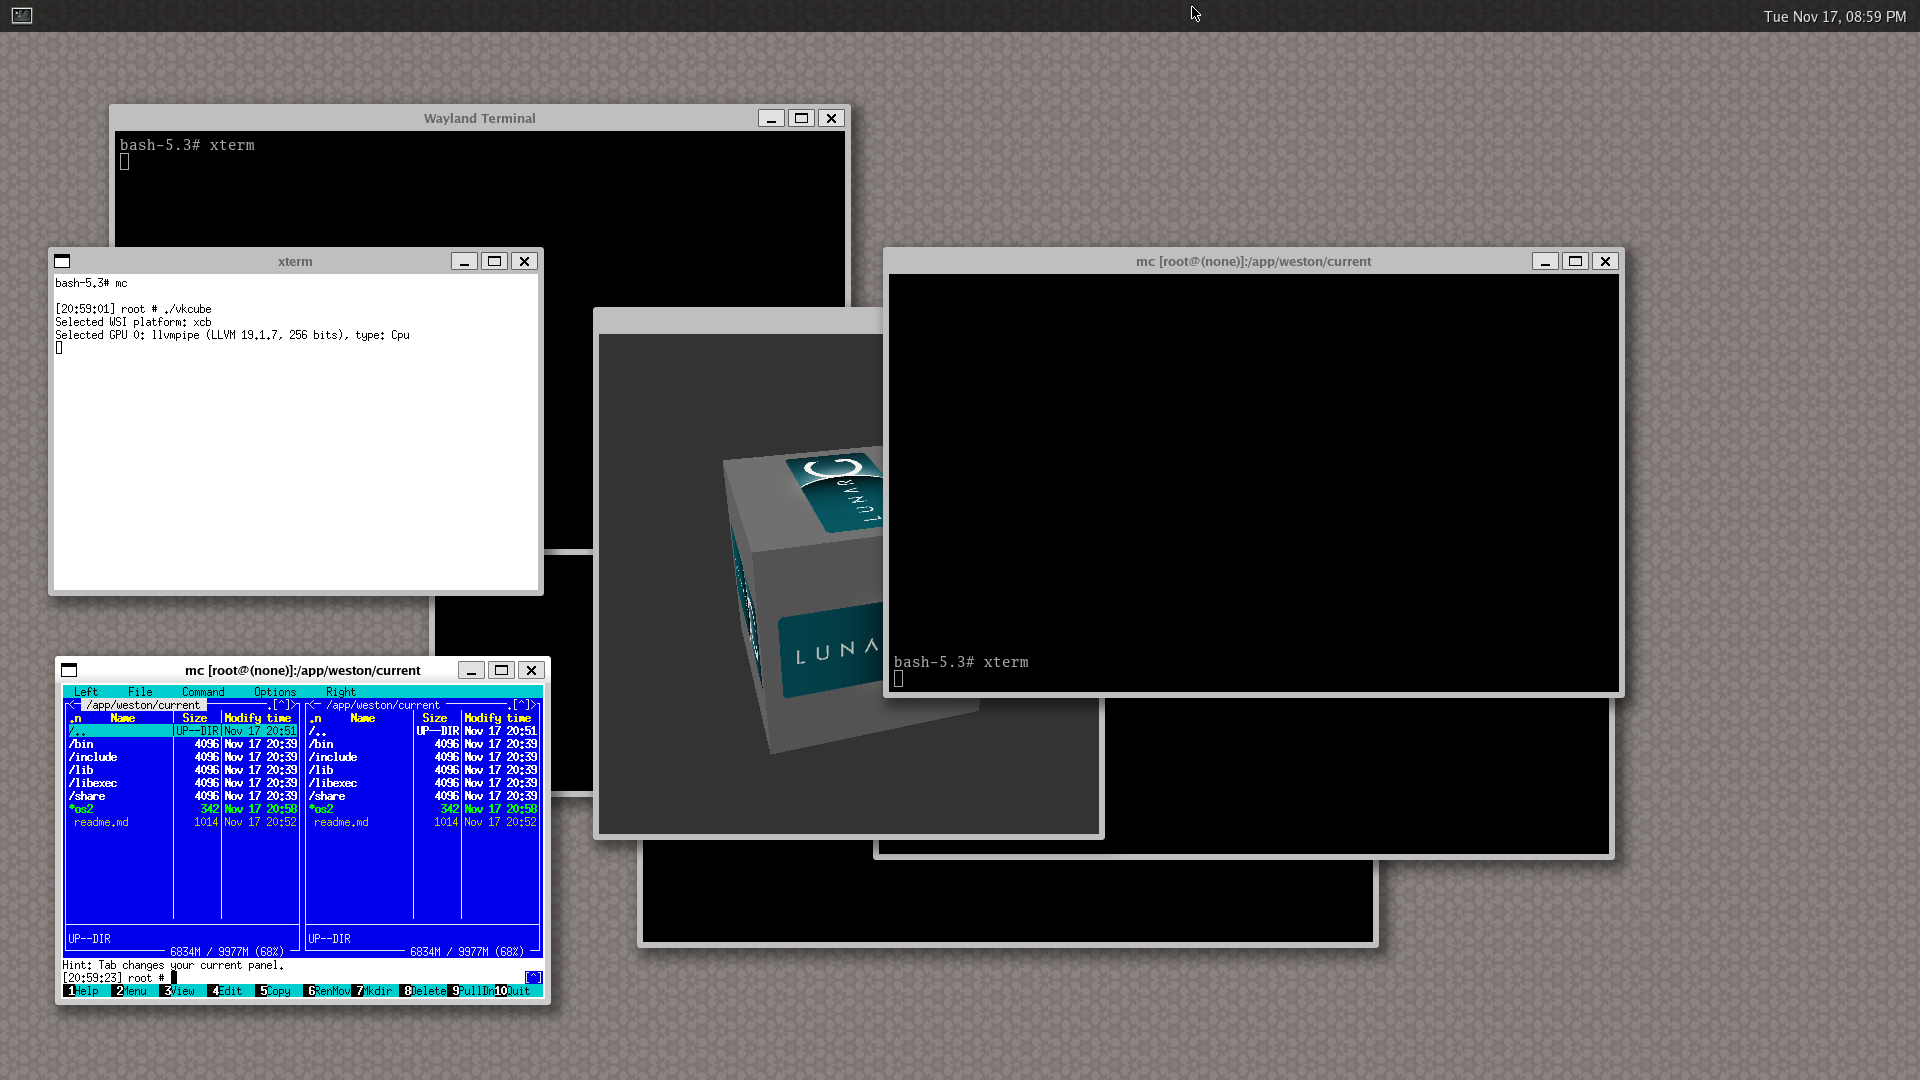 Tue Nov 17, 08:59 PM
Wayland Terminal
bash-5.3# xterm
xterm
bash-5.3# mc
[20:59:01] root # ./vkcube
Selected WSI platform: xcb
Selected GPU 0: llvmpipe (LLVM 19.1.7, 256 bits), type: Cpu
mc [root@(none)]:/app/weston/current
bash-5.3# xterm
LUNAR
LUNA
mc [root@(none)]:/app/weston/current
Left File Command Options Right
<- /app/weston/current .[^]> <- /app/weston/current .[^]>
.n Name Size Modify time .n Name Size Modify time
/.. UP--DIR Nov 17 20:51 /.. UP--DIR Nov 17 20:51
/bin 4096 Nov 17 20:39 /bin 4096 Nov 17 20:39
/include 4096 Nov 17 20:39 /include 4096 Nov 17 20:39
/lib 4096 Nov 17 20:39 /lib 4096 Nov 17 20:39
/libexec 4096 Nov 17 20:39 /libexec 4096 Nov 17 20:39
/share 4096 Nov 17 20:39 /share 4096 Nov 17 20:39
*os2 342 Nov 17 20:58 *os2 342 Nov 17 20:58
readme.md 1014 Nov 17 20:52 readme.md 1014 Nov 17 20:52
UP--DIR UP--DIR
6834M / 9977M (68%) 6834M / 9977M (68%)
Hint: Tab changes your current panel.
[20:59:23] root # [^]
1Help 2Menu 3View 4Edit 5Copy 6RenMov 7Mkdir 8Delete 9PullDn 10Quit